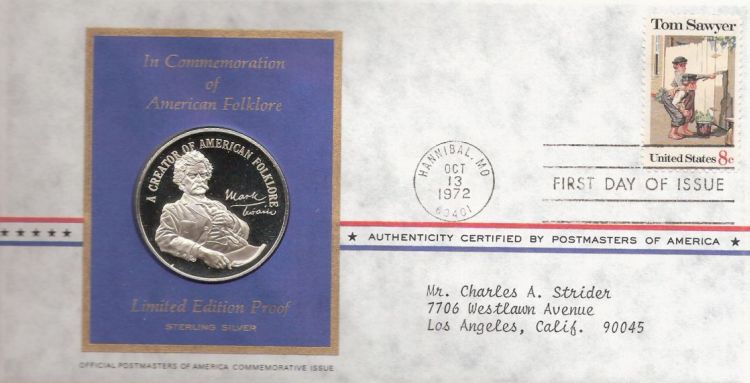 In Commemoration
of
American Folklore
A CREATOR OF AMERICAN FOLKLORE
Mark
Twain
Limited Edition Proof
STERLING SILVER
OFFICIAL POSTMASTERS OF AMERICA COMMEMORATIVE ISSUE
Tom Sawyer
United States 8c
HANNIBAL, MO
OCT
13
1972
63401
FIRST DAY OF ISSUE
AUTHENTICITY CERTIFIED BY POSTMASTERS OF AMERICA
Mr. Charles A. Strider
7706 Westlawn Avenue
Los Angeles, Calif. 90045